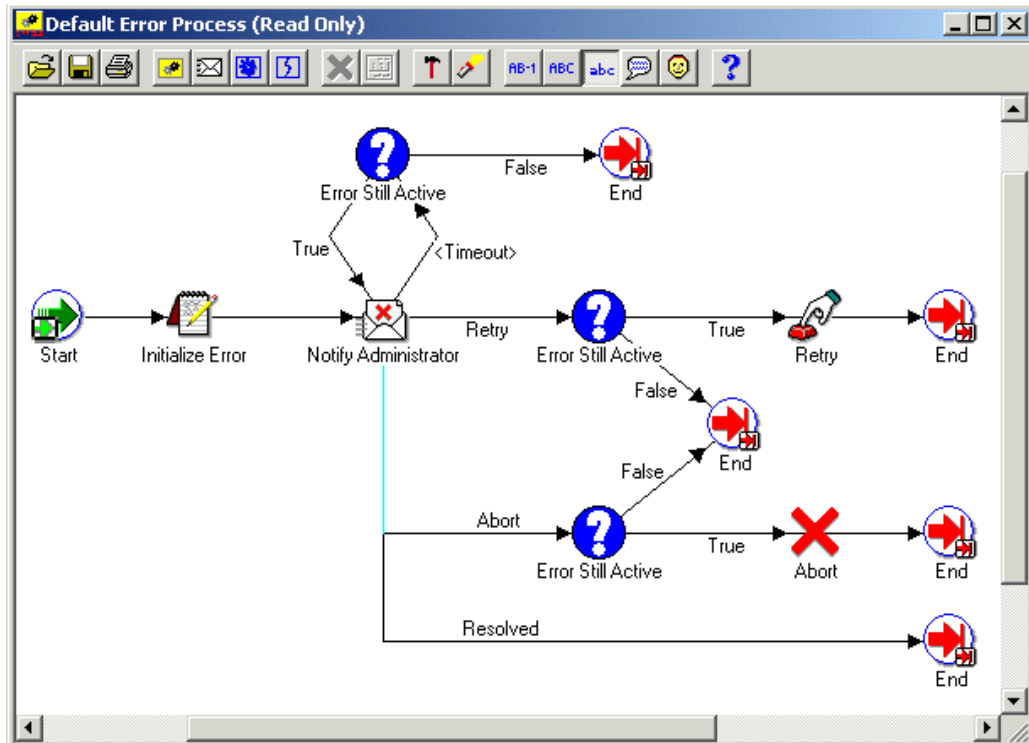 Default Error Process (Read Only)
AB-1 ABC abc ?
False
Error Still Active
End
True
<Timeout>
Retry
True
Start
Initialize Error
Notify Administrator
Error Still Active
Retry
End
False
End
False
Abort
True
Error Still Active
Abort
End
Resolved
End